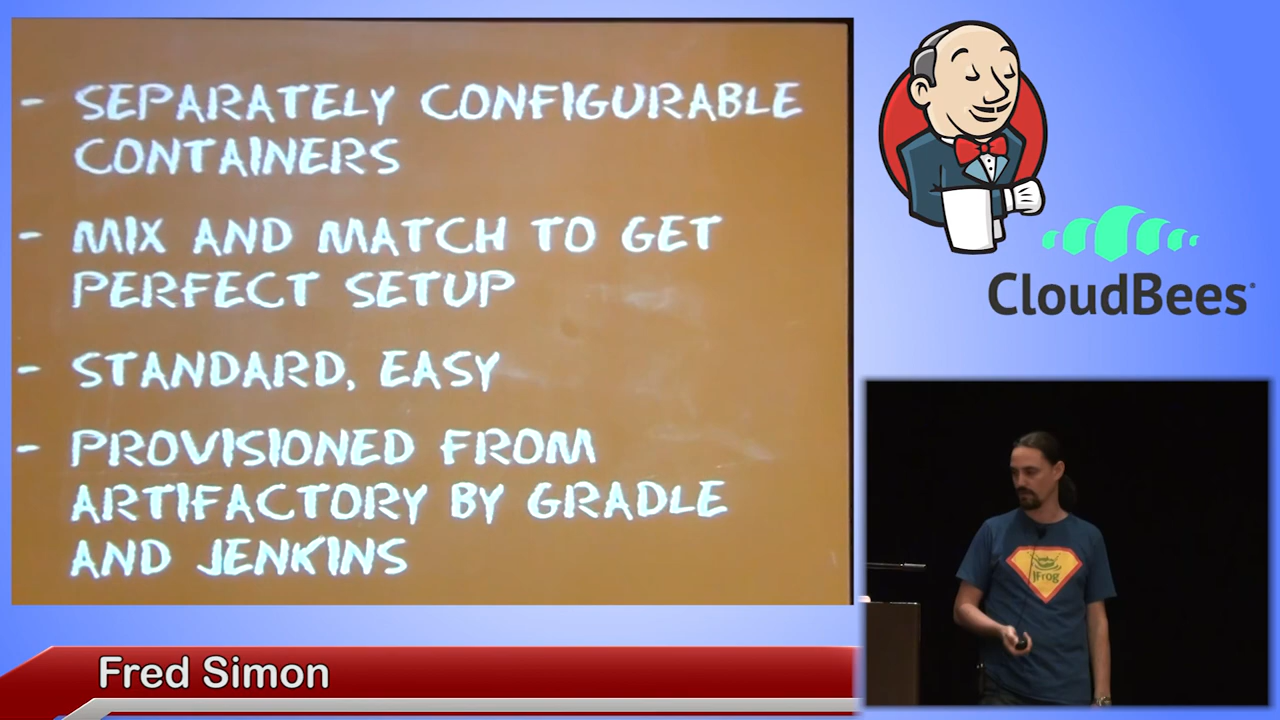 - SEPARATELY CONFIGURABLE
CONTAINERS
- MIX AND MATCH TO GET
PERFECT SETUP
- STANDARD, EASY
- PROVISIONED FROM
ARTIFACTORY BY GRADLE
AND JENKINS
CloudBees
JFrog
Fred Simon